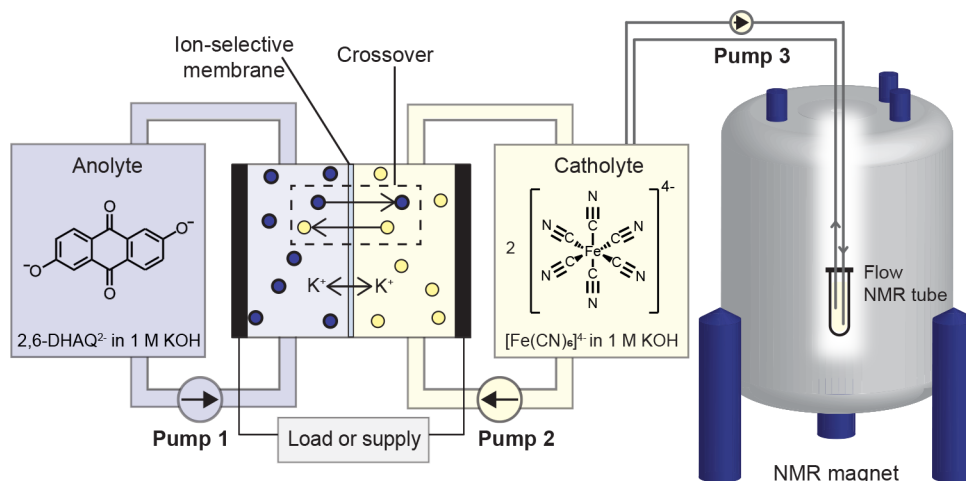 Ion-selective
membrane
Crossover
Pump 3
Anolyte
O
O
O⁻
⁻O
2,6-DHAQ²⁻ in 1 M KOH
K⁺
K⁺
Catholyte
4-
2
N
C
N
C
C
N
Fe
N
C
C
N
C
N
[Fe(CN)₆]⁴⁻ in 1 M KOH
Flow
NMR tube
Pump 1
Load or supply
Pump 2
NMR magnet